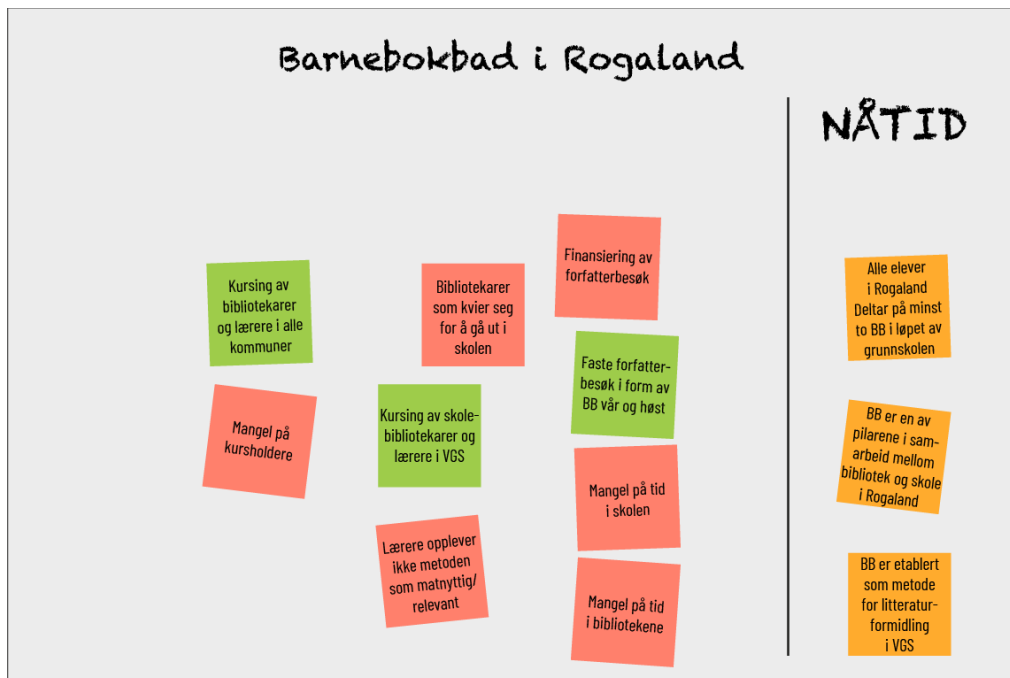 Barnebokbad i Rogaland
NÅTID
Kursing av
bibliotekarer
og lærere i alle
kommuner
Mangel på
kursholdere
Bibliotekarer
som kvier seg
for å gå ut i
skolen
Kursing av skole-
bibliotekarer og
lærere i VGS
Lærere opplever
ikke metoden
som matnyttig/
relevant
Finansiering av
forfatterbesøk
Faste forfatter-
besøk i form av
BB vår og høst
Mangel på tid
i skolen
Mangel på tid
i bibliotekene
Alle elever
i Rogaland
Deltar på minst
to BB i løpet av
grunnskolen
BB er en av
pilarene i sam-
arbeid mellom
bibliotek og skole
i Rogaland
BB er etablert
som metode
for litteratur-
formidling
i VGS